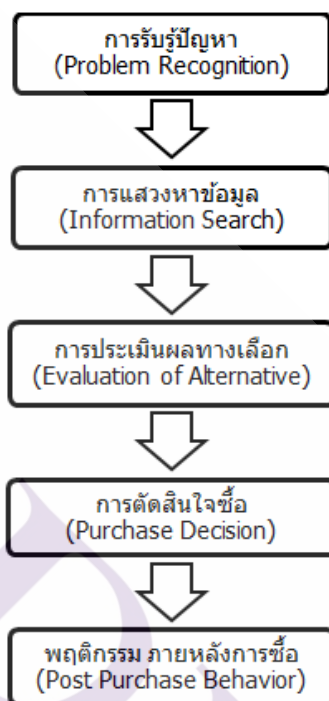 การรับรู้ปัญหา
(Problem Recognition)
การแสวงหาข้อมูล
(Information Search)
การประเมินผลทางเลือก
(Evaluation of Alternative)
การตัดสินใจซื้อ
(Purchase Decision)
พฤติกรรม ภายหลังการซื้อ
(Post Purchase Behavior)